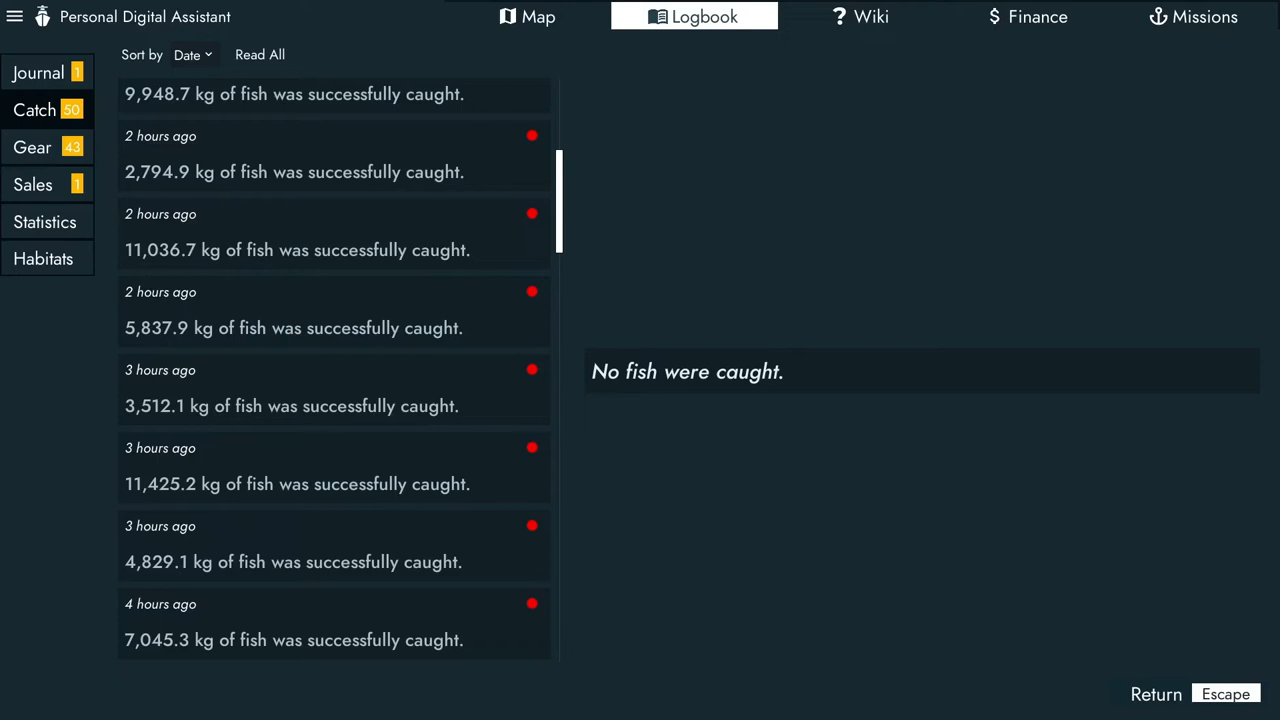 Personal Digital Assistant
Map
Logbook
? Wiki
$ Finance
Missions
Sort by Date
Read All
Journal 1
Catch 50
Gear 43
Sales 1
Statistics
Habitats
9,948.7 kg of fish was successfully caught.
2 hours ago
2,794.9 kg of fish was successfully caught.
2 hours ago
11,036.7 kg of fish was successfully caught.
2 hours ago
5,837.9 kg of fish was successfully caught.
3 hours ago
3,512.1 kg of fish was successfully caught.
3 hours ago
11,425.2 kg of fish was successfully caught.
3 hours ago
4,829.1 kg of fish was successfully caught.
4 hours ago
7,045.3 kg of fish was successfully caught.
No fish were caught.
Return Escape